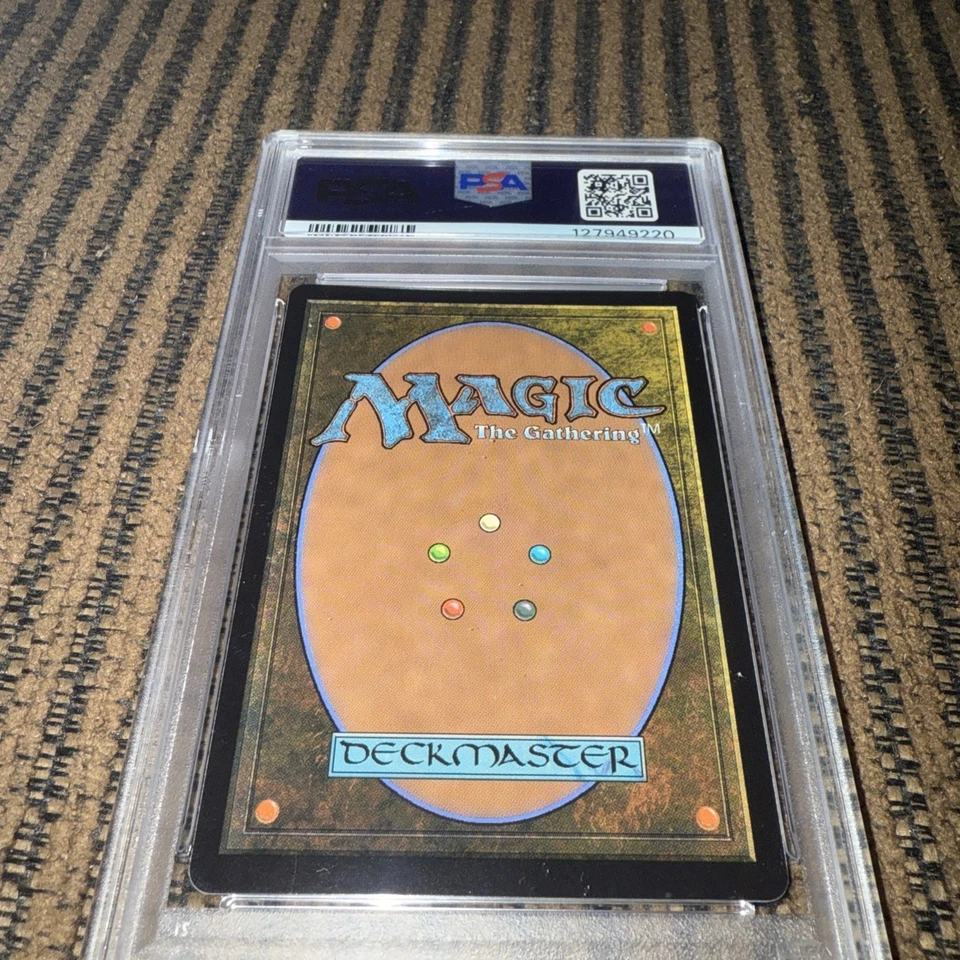 PSA
127949220
MAGIC
The Gathering™
DECKMASTER